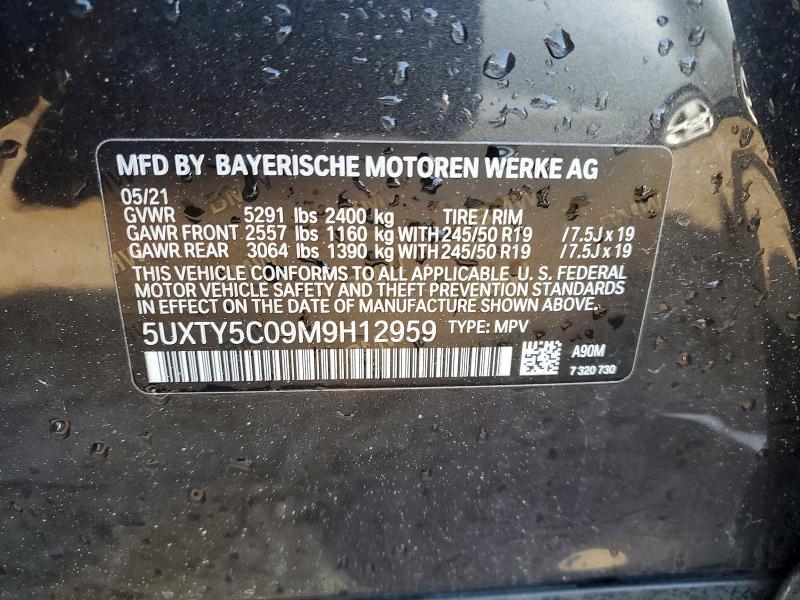 MFD BY BAYERISCHE MOTOREN WERKE AG
05/21
GVWR 5291 lbs 2400 kg TIRE / RIM
GAWR FRONT 2557 lbs 1160 kg WITH 245/50 R19 / 7.5J x 19
GAWR REAR 3064 lbs 1390 kg WITH 245/50 R19 / 7.5J x 19
THIS VEHICLE CONFORMS TO ALL APPLICABLE U. S. FEDERAL
MOTOR VEHICLE SAFETY AND THEFT PREVENTION STANDARDS
IN EFFECT ON THE DATE OF MANUFACTURE SHOWN ABOVE.
5UXTY5C09M9H12959 TYPE: MPV
A90M
7 320 730